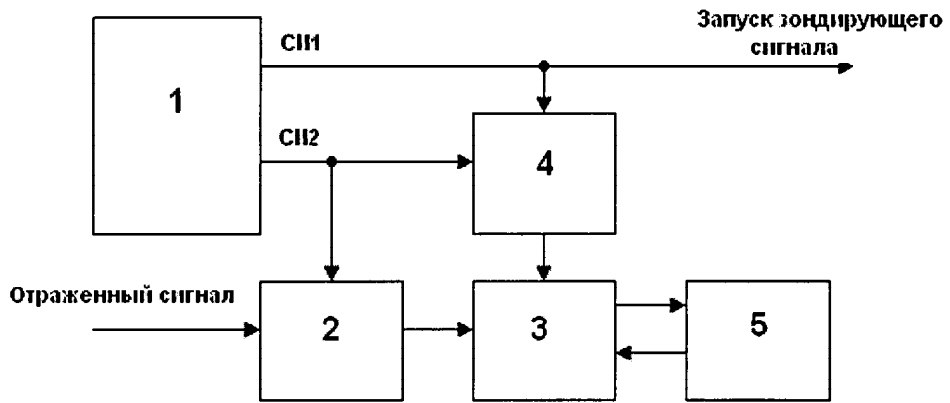 Запуск зондирующего
сигнала
СИ1
1
СИ2
4
Отраженный сигнал
2
3
5